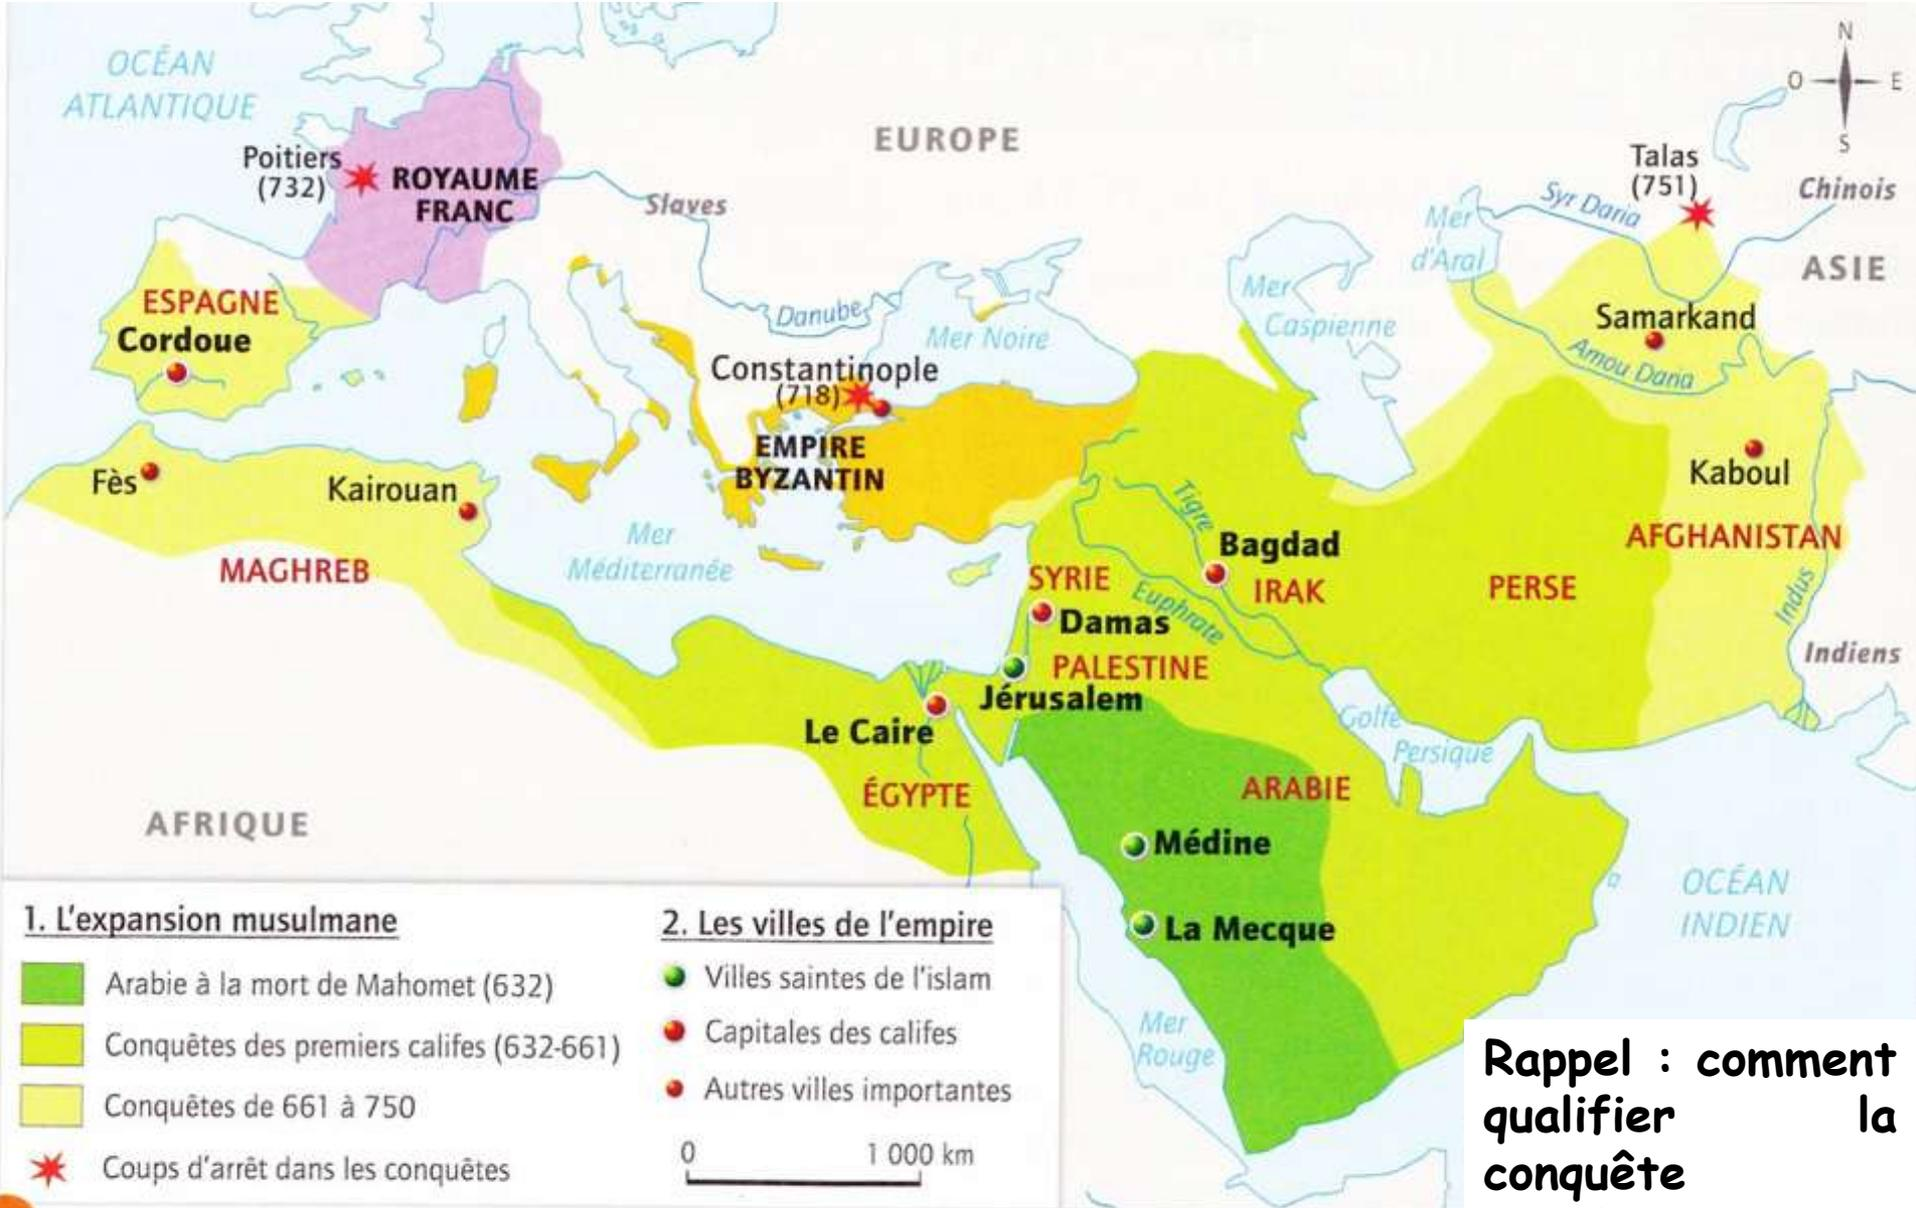 OCÉAN
ATLANTIQUE
EUROPE
N
O
E
S
Poitiers
(732)
ROYAUME
FRANC
Slaves
Talas
(751)
Chinois
Syr Daria
Mer
d'Aral
ASIE
ESPAGNE
Cordoue
Danube
Mer Noire
Mer
Caspienne
Samarkand
Amou Daria
Constantinople
(718)
EMPIRE
BYZANTIN
Fès
Kairouan
Kaboul
MAGHREB
Mer
Méditerranée
Tigre
Bagdad
IRAK
SYRIE
Euphrate
Damas
PERSE
AFGHANISTAN
Indus
Indiens
PALESTINE
Jérusalem
Le Caire
ÉGYPTE
Golfe
Persique
ARABIE
AFRIQUE
Médine
La Mecque
OCÉAN
INDIEN
Mer
Rouge
1. L'expansion musulmane
Arabie à la mort de Mahomet (632)
Conquêtes des premiers califes (632-661)
Conquêtes de 661 à 750
Coups d'arrêt dans les conquêtes
2. Les villes de l'empire
Villes saintes de l'islam
Capitales des califes
Autres villes importantes
0 1 000 km
Rappel : comment
qualifier la
conquête